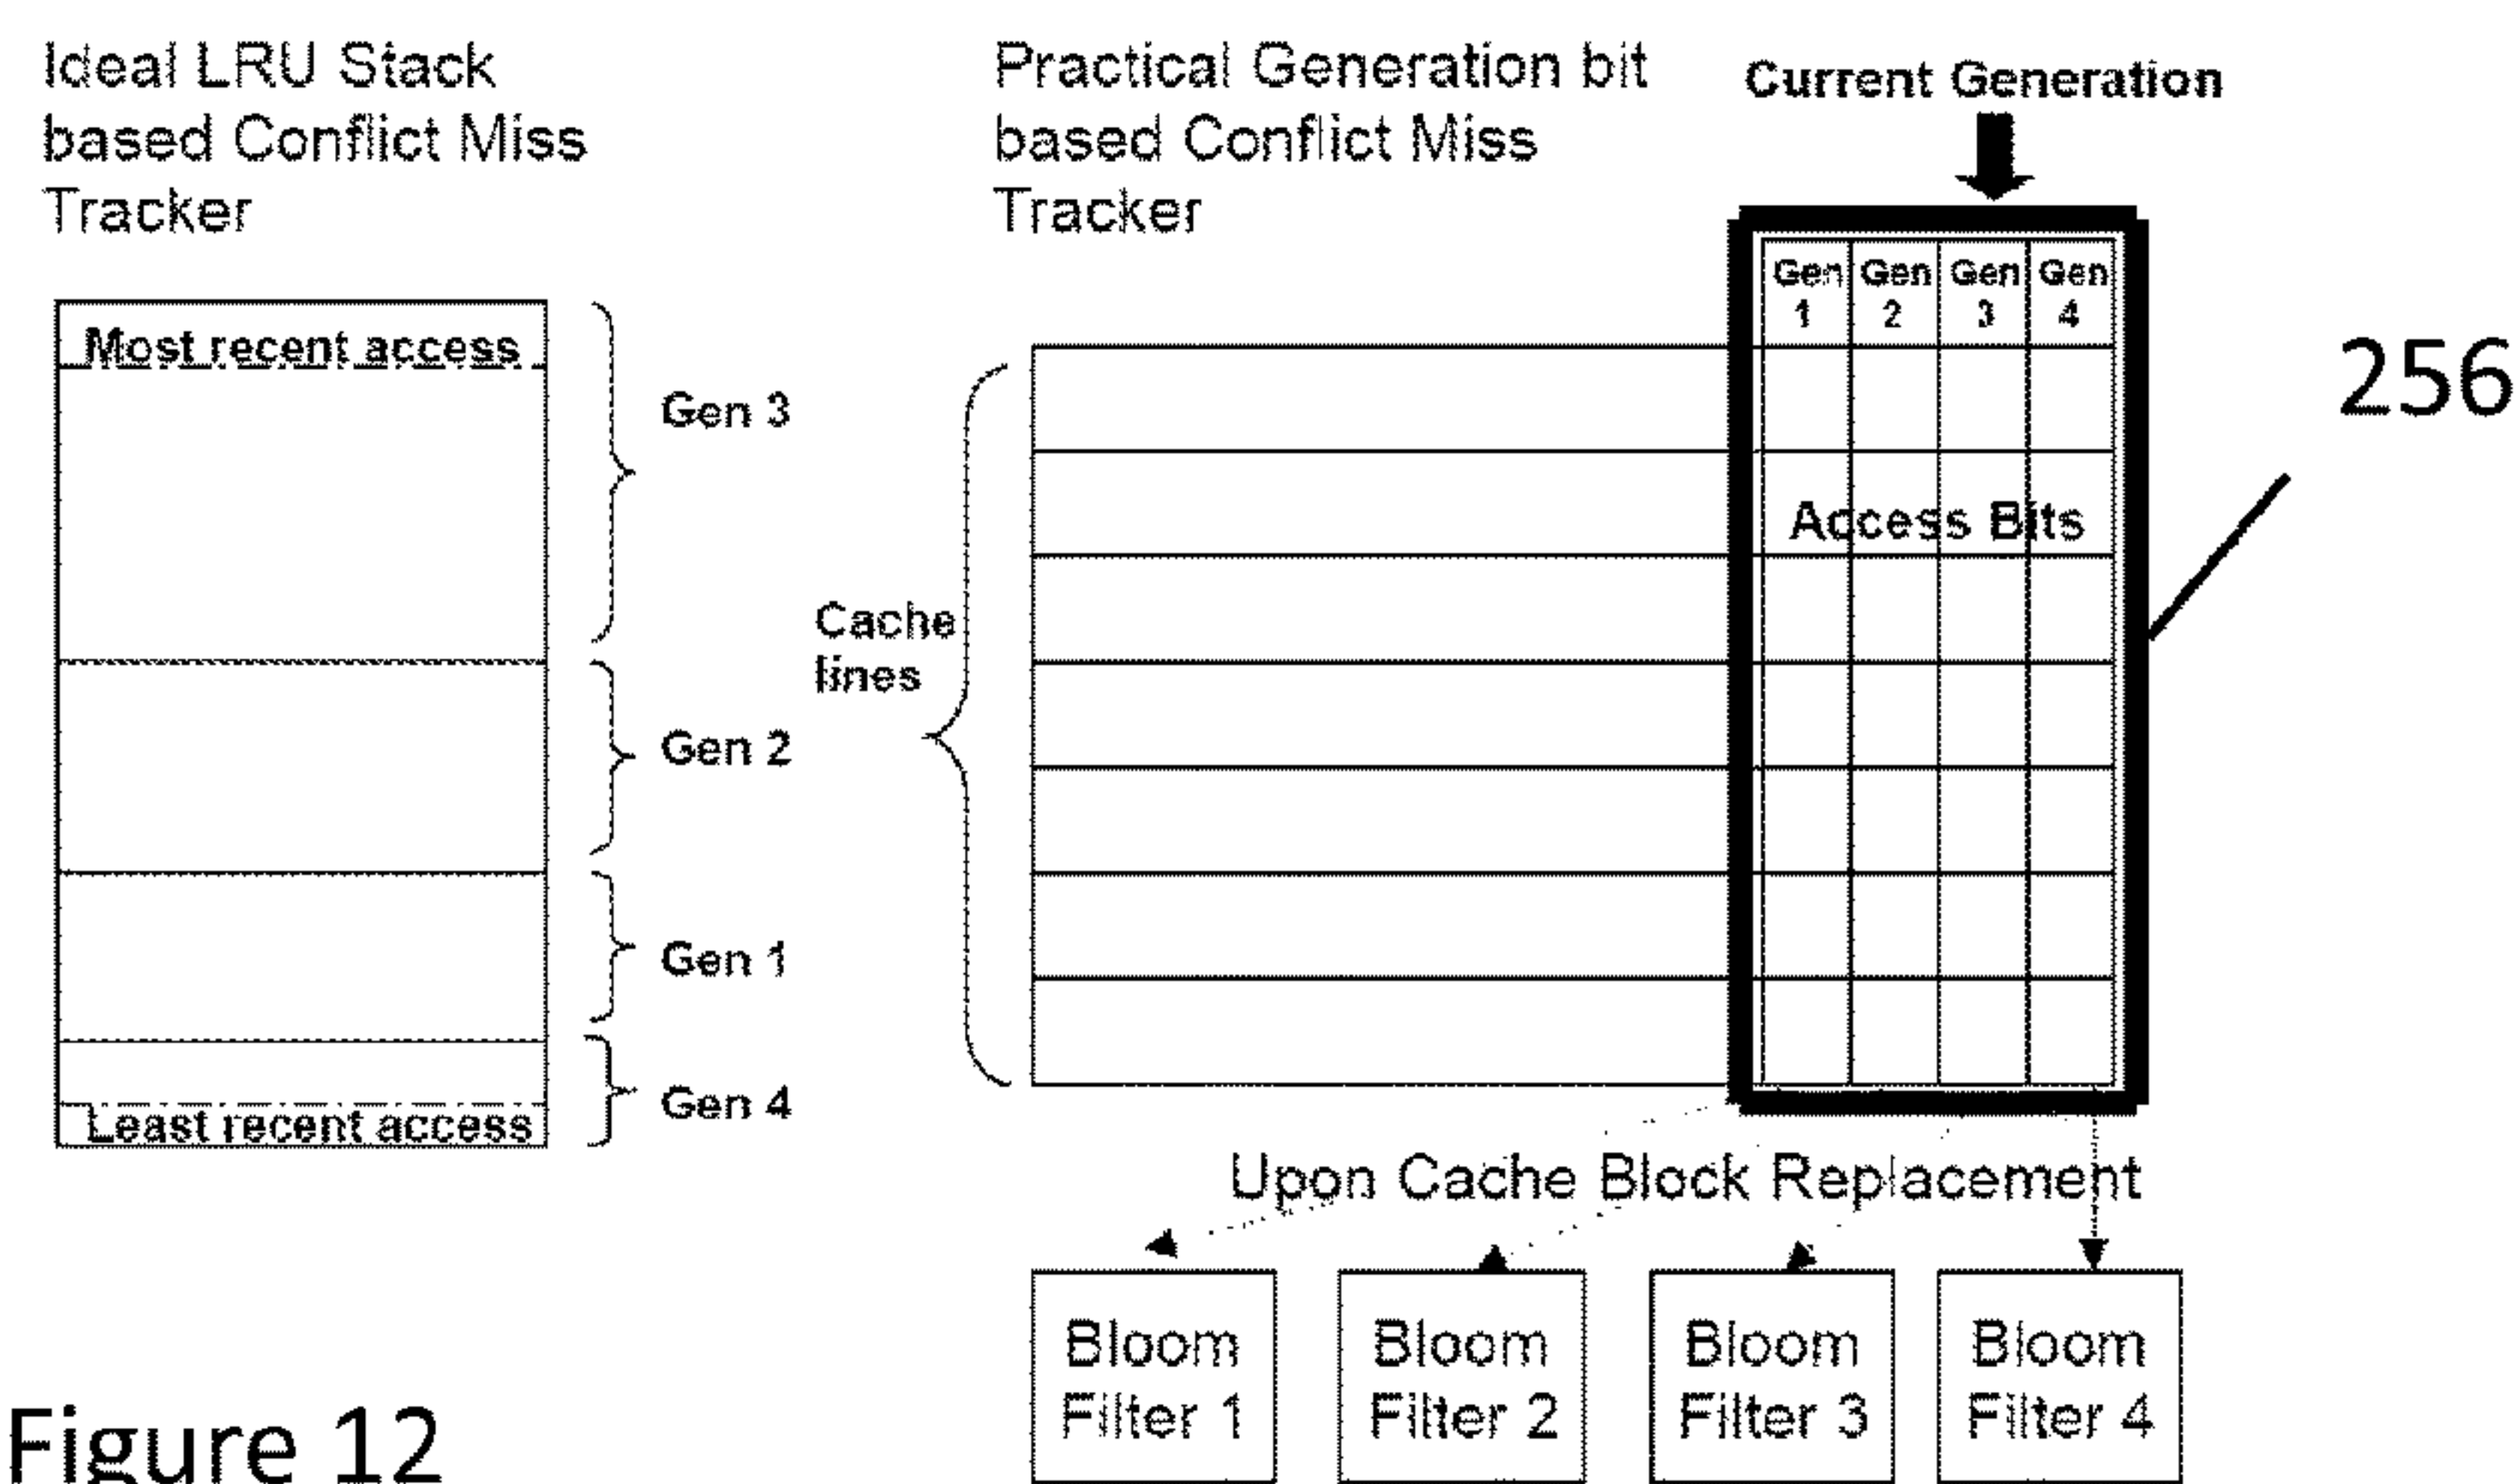 Ideal LRU Stack
based Conflict Miss
Tracker
Most recent access
Least recent access
Gen 3
Gen 2
Gen 1
Gen 4
Practical Generation bit
based Conflict Miss
Tracker
Current Generation
Gen 1
Gen 2
Gen 3
Gen 4
Access Bits
256
Cache
lines
Upon Cache Block Replacement
Bloom
Filter 1
Bloom
Filter 2
Bloom
Filter 3
Bloom
Filter 4
Figure 12